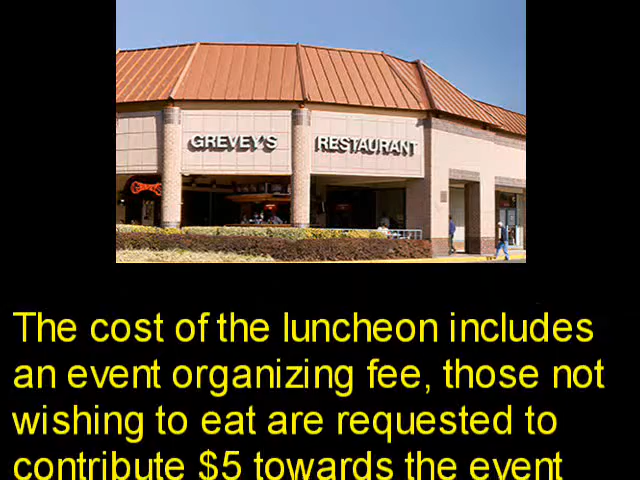 GREVEY'S RESTAURANT
GREVEY'S
The cost of the luncheon includes
an event organizing fee, those not
wishing to eat are requested to
contribute $5 towards the event